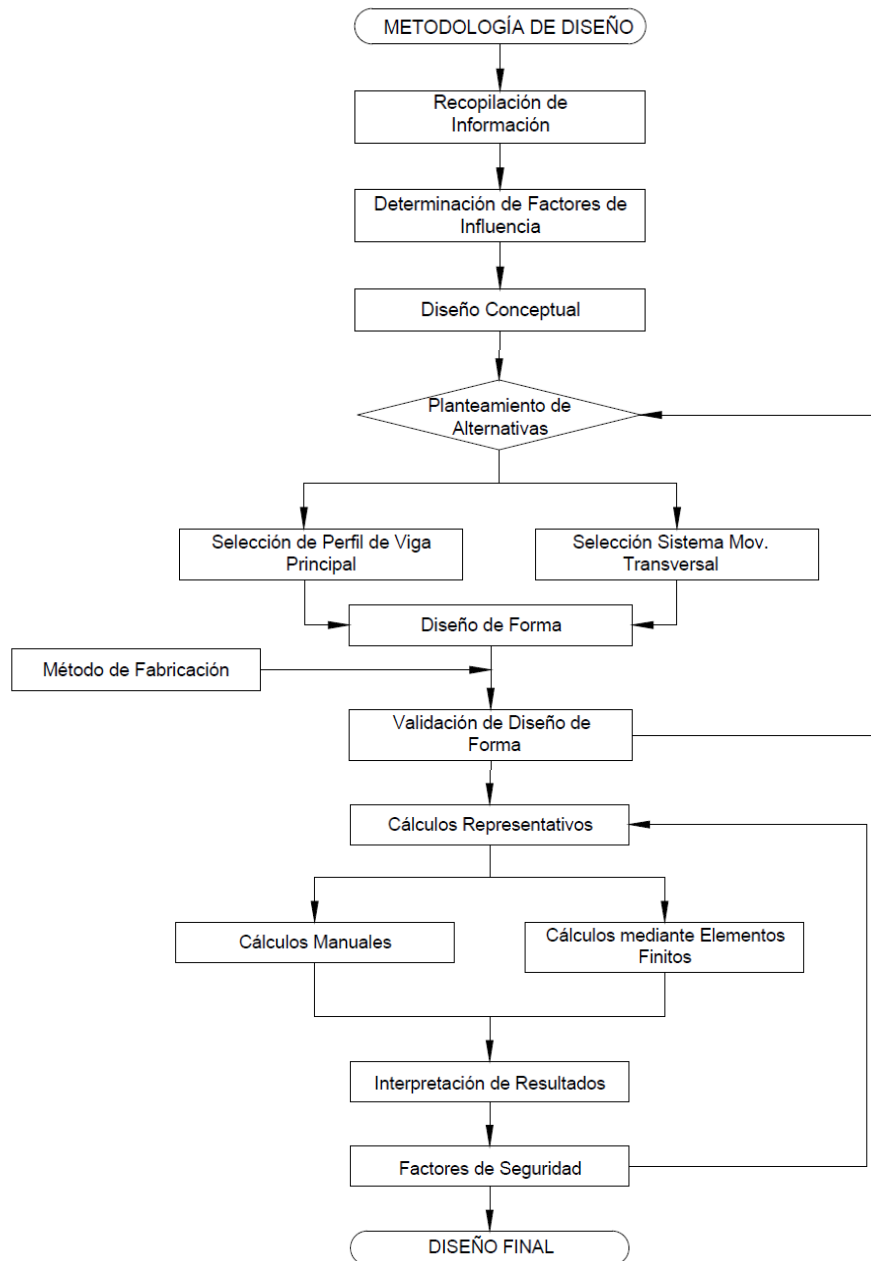 METODOLOGÍA DE DISEÑO
Recopilación de
Información
Determinación de Factores de
Influencia
Diseño Conceptual
Planteamiento de
Alternativas
Selección de Perfil de Viga
Principal
Selección Sistema Mov.
Transversal
Diseño de Forma
Método de Fabricación
Validación de Diseño de
Forma
Cálculos Representativos
Cálculos Manuales
Cálculos mediante Elementos
Finitos
Interpretación de Resultados
Factores de Seguridad
DISEÑO FINAL